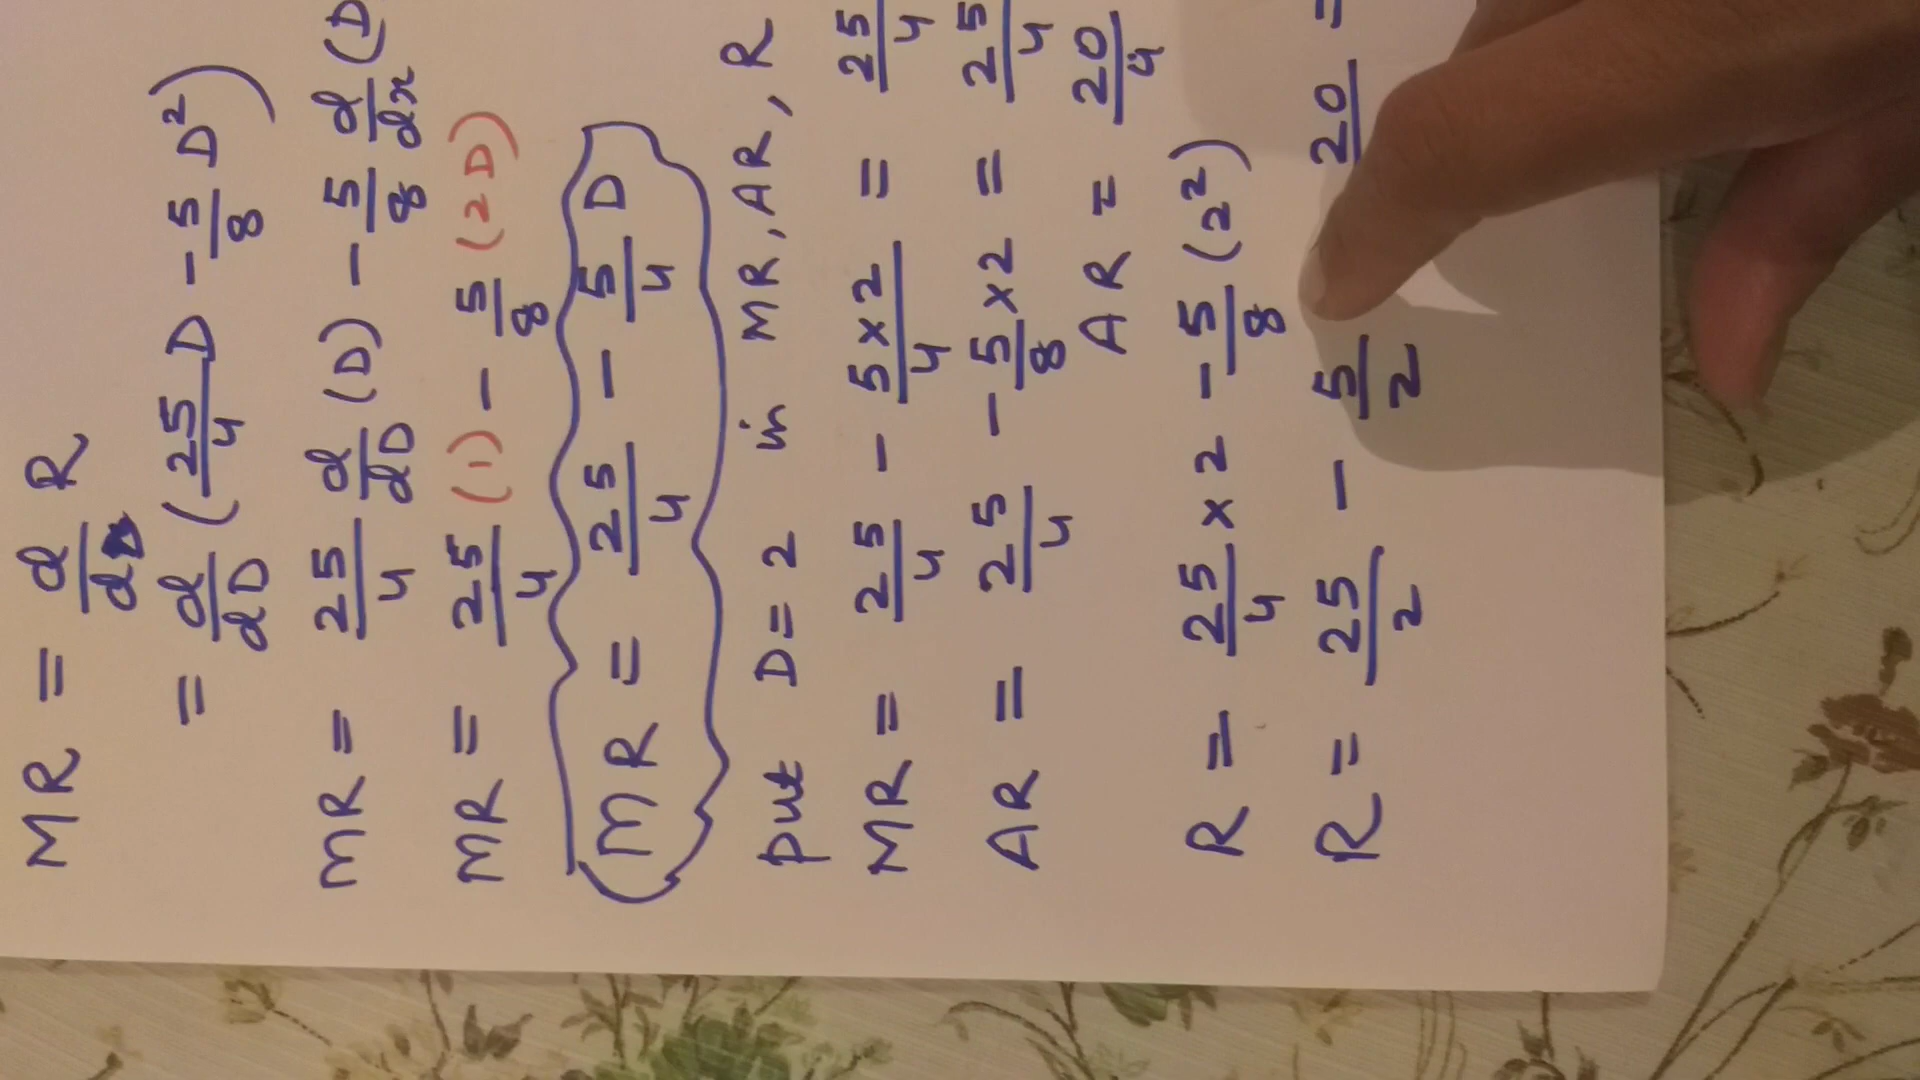 MR = d/dD R
= d/dD (25/4 D - 5/8 D²)
MR = 25/4 d/dD (D) - 5/8 d/dx (D
MR = 25/4 (1) - 5/8 (2D)
MR = 25/4 - 5/4 D
put D = 2 in MR, AR, R
MR = 25/4 - 5×2/4 = 25/4
AR = 25/4 - 5/8 ×2 = 25/4
AR = 20/4
R = 25/4 × 2 - 5/8 (2²)
R = 25/2 - 5/2 20 =